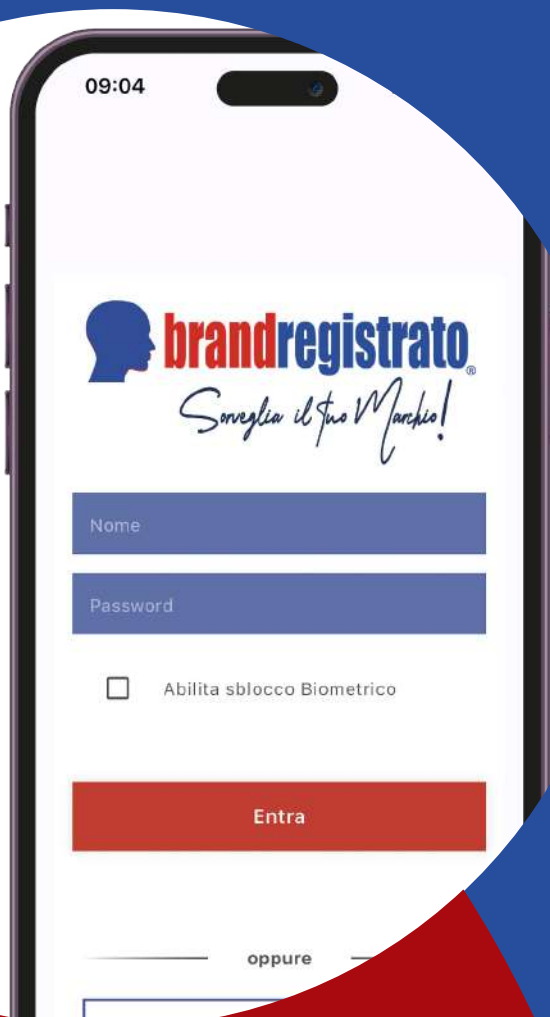 09:04
brandregistrato®
Sorveglia il tuo Marchio!
Nome
Password
Abilita sblocco Biometrico
Entra
oppure